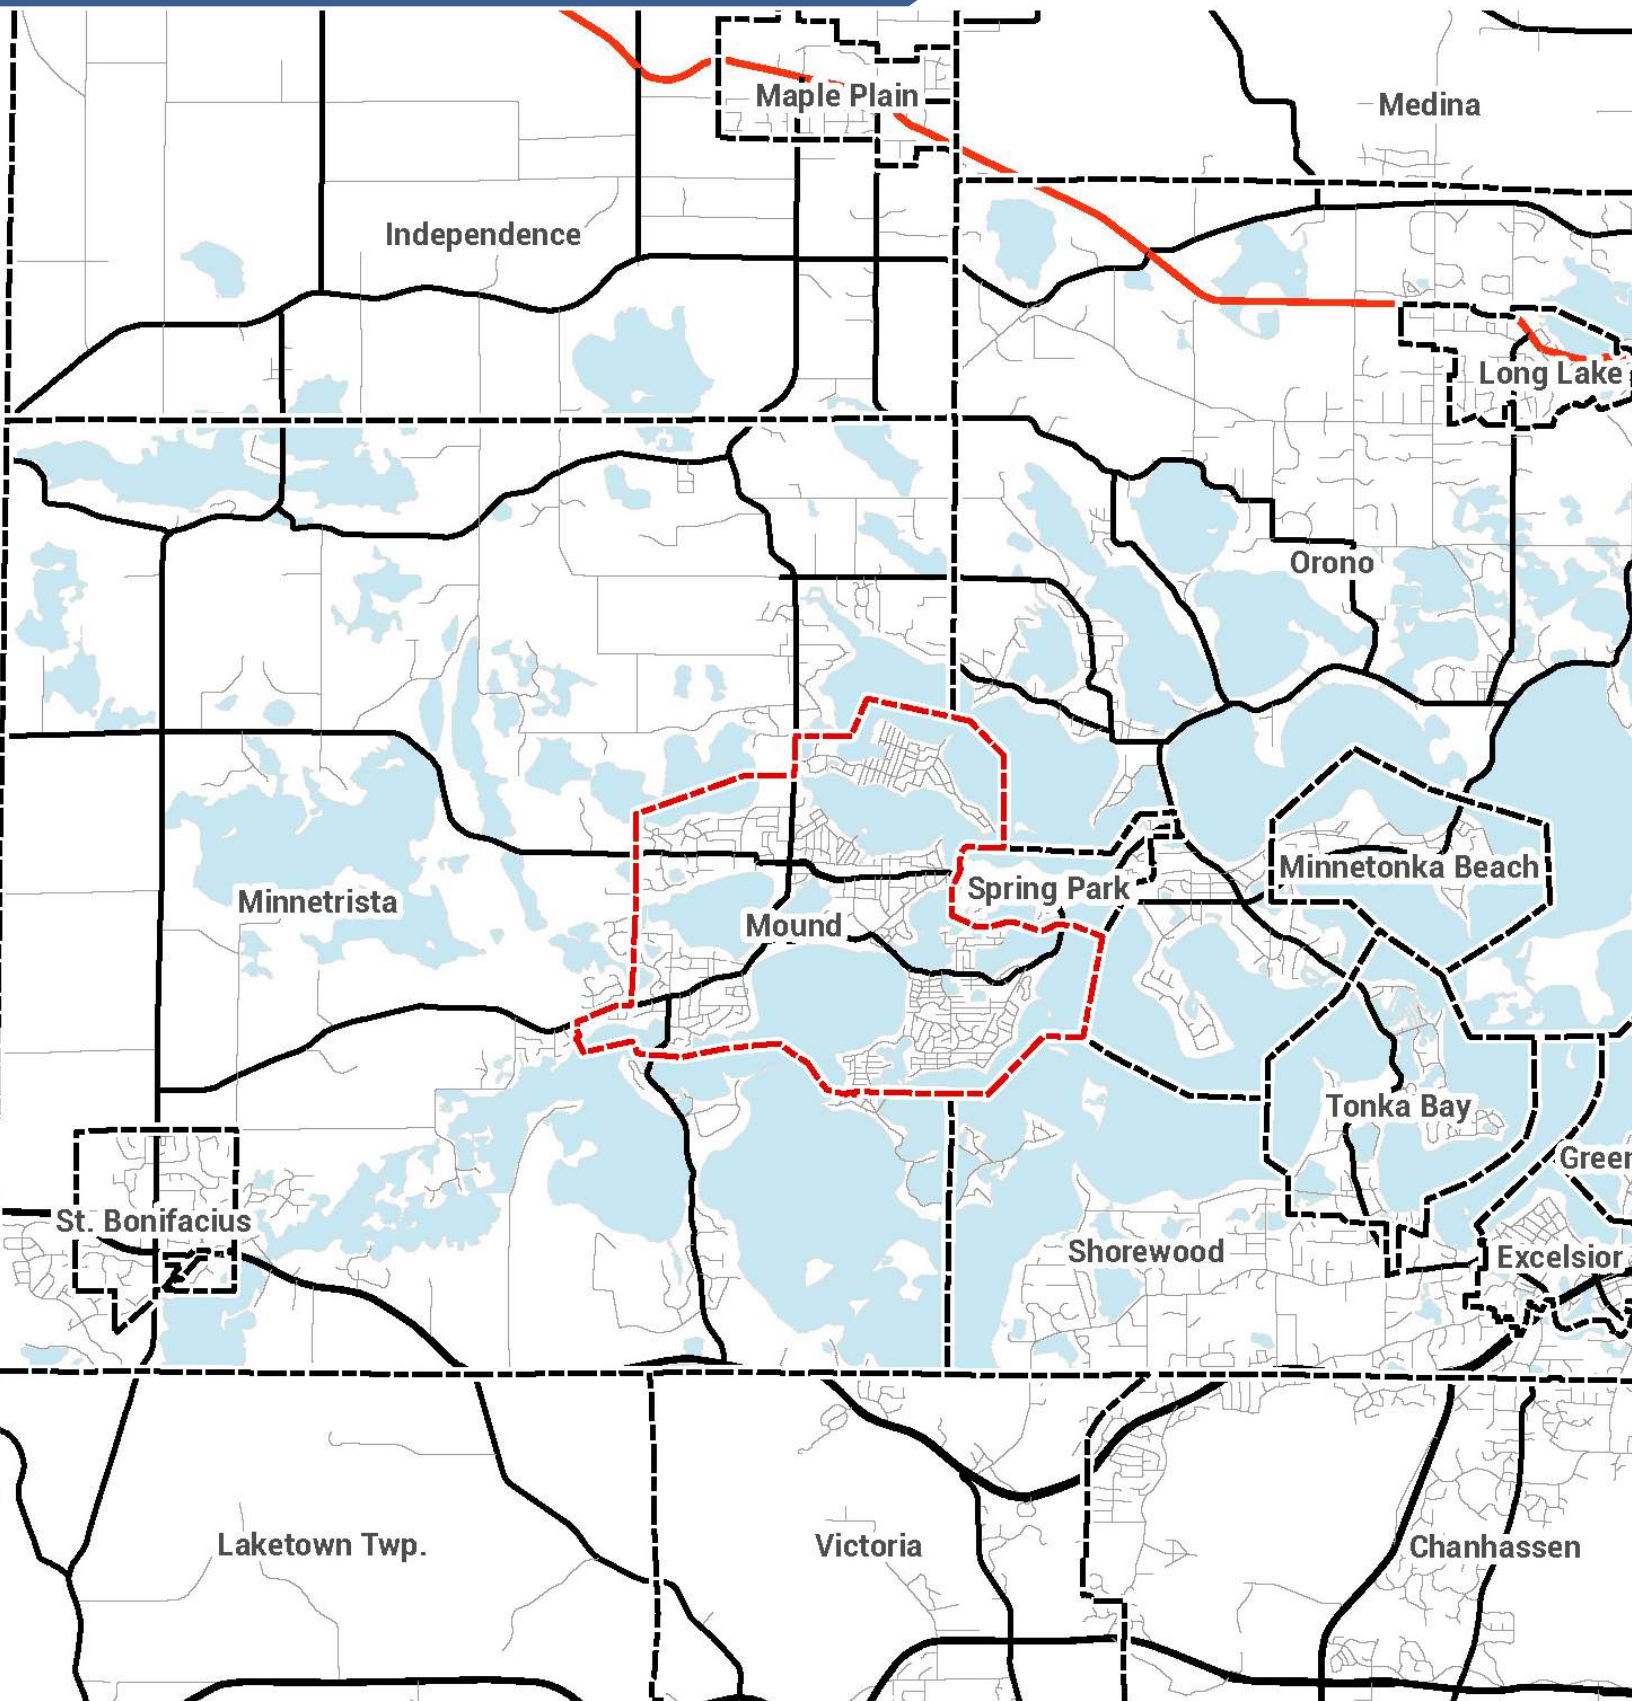 Maple Plain
Medina
Independence
Long Lake
Orono
Minnetonka Beach
Spring Park
Minnetrista
Mound
Tonka Bay
Green
St. Bonifacius
Shorewood
Excelsior
Laketown Twp.
Victoria
Chanhassen